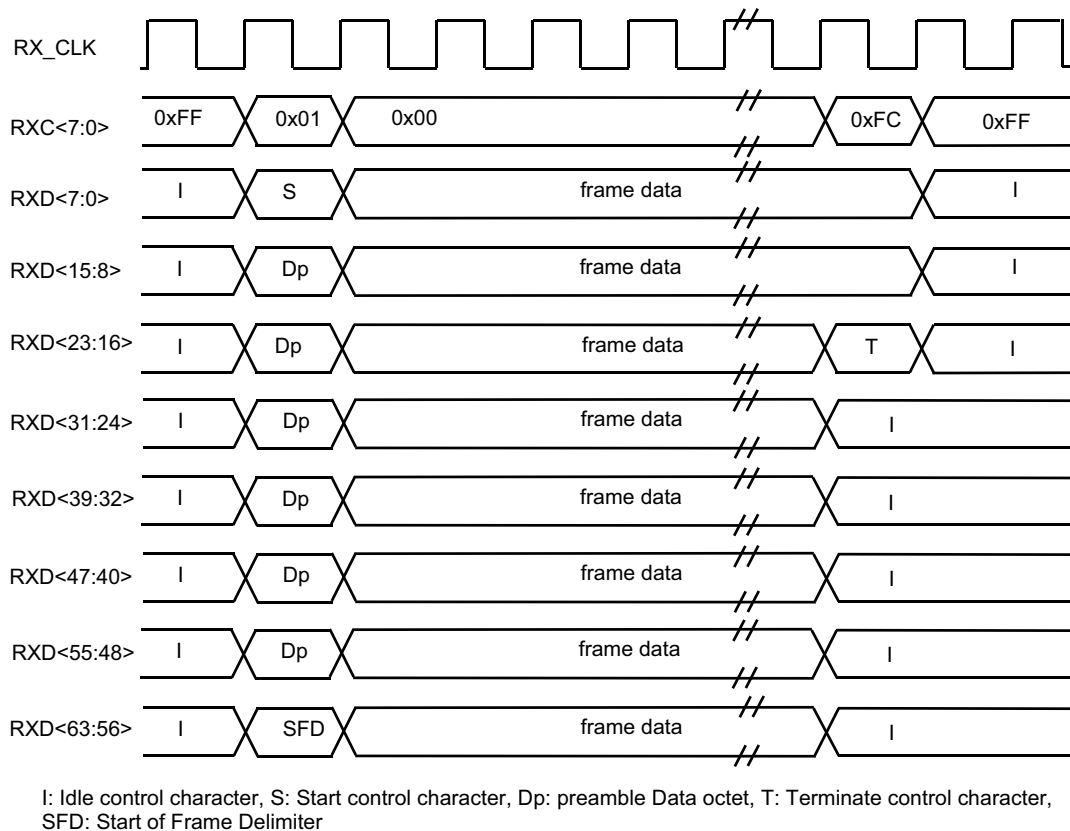 RX_CLK
RXC<7:0> 0xFF 0x01 0x00 0xFC 0xFF
RXD<7:0> I S frame data I
RXD<15:8> I Dp frame data I
RXD<23:16> I Dp frame data T I
RXD<31:24> I Dp frame data I
RXD<39:32> I Dp frame data I
RXD<47:40> I Dp frame data I
RXD<55:48> I Dp frame data I
RXD<63:56> I SFD frame data I
I: Idle control character, S: Start control character, Dp: preamble Data octet, T: Terminate control character,
SFD: Start of Frame Delimiter